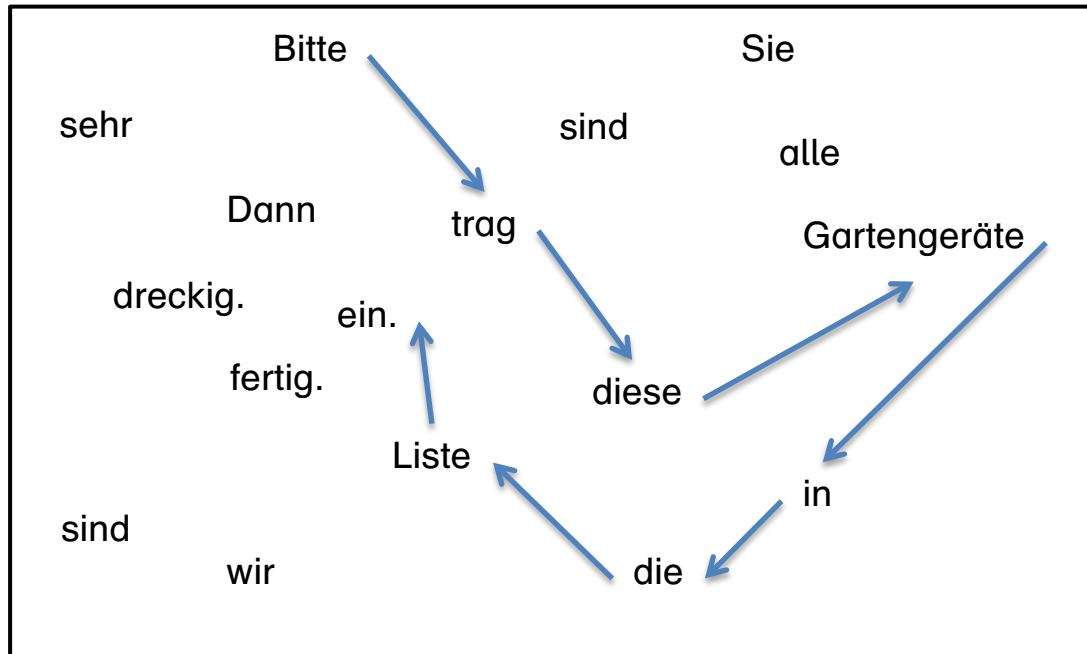 Bitte
Sie
sehr
sind
alle
Dann
trag
Gartengeräte
dreckig.
ein.
fertig.
diese
Liste
in
sind
wir
die